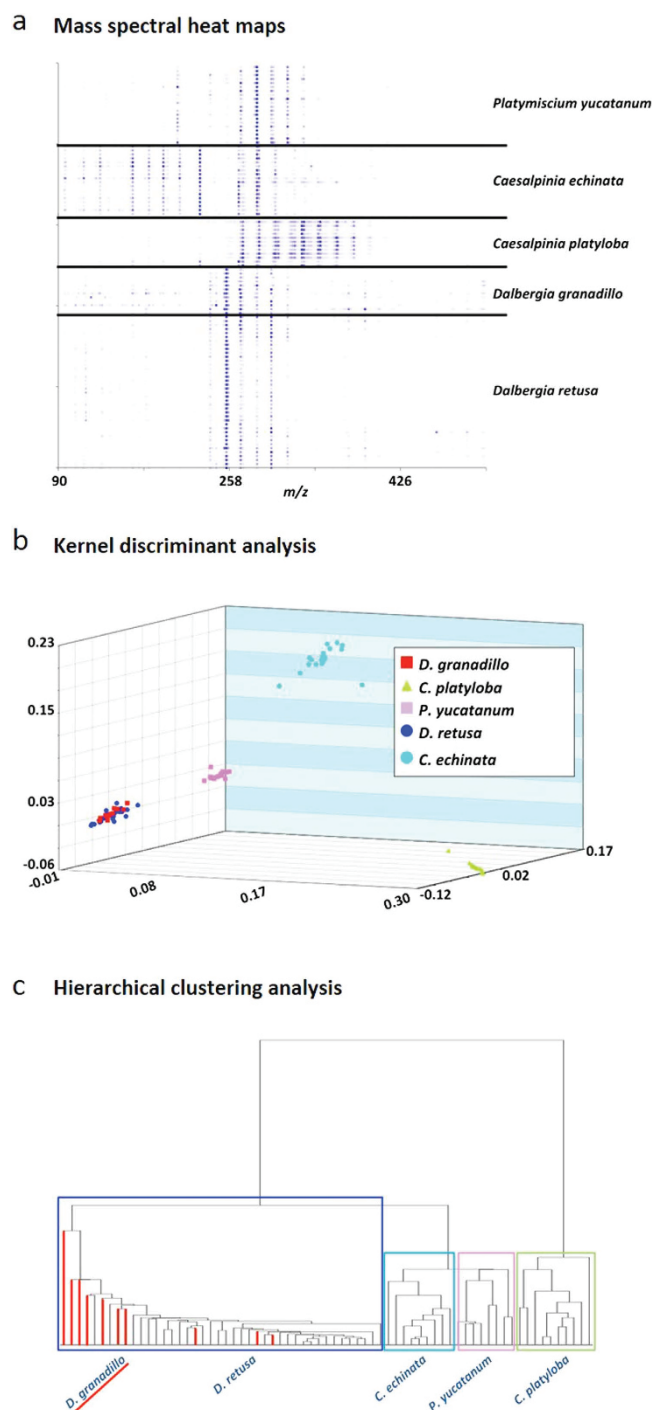 a Mass spectral heat maps
Platymiscium yucatanum
Caesalpinia echinata
Caesalpinia platyloba
Dalbergia granadillo
Dalbergia retusa
90 258 426
m/z
b Kernel discriminant analysis
0.23
0.15
0.03
-0.06
-0.01 0.08 0.17 0.30
-0.12 0.02 0.17
D. granadillo
C. platyloba
P. yucatanum
D. retusa
C. echinata
c Hierarchical clustering analysis
D. granadillo
D. retusa
C. echinata
P. yucatanum
C. platyloba